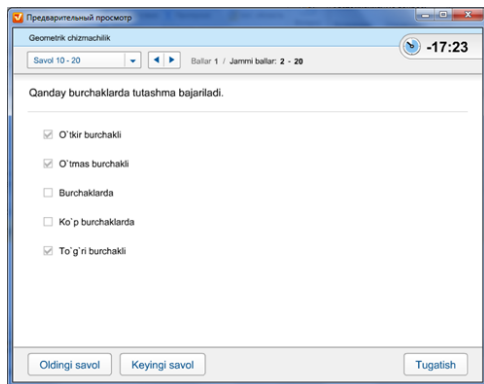 Предварительный просмотр
Geometrik chizmachilik
-17:23
Savol 10 - 20
Ballar 1 / Jammi ballar: 2 - 20
Qanday burchaklarda tutashma bajariladi.
O`tkir burchakli
O`tmas burchakli
Burchaklarda
Ko`p burchaklarda
To`g`ri burchakli
Oldingi savol
Keyingi savol
Tugatish